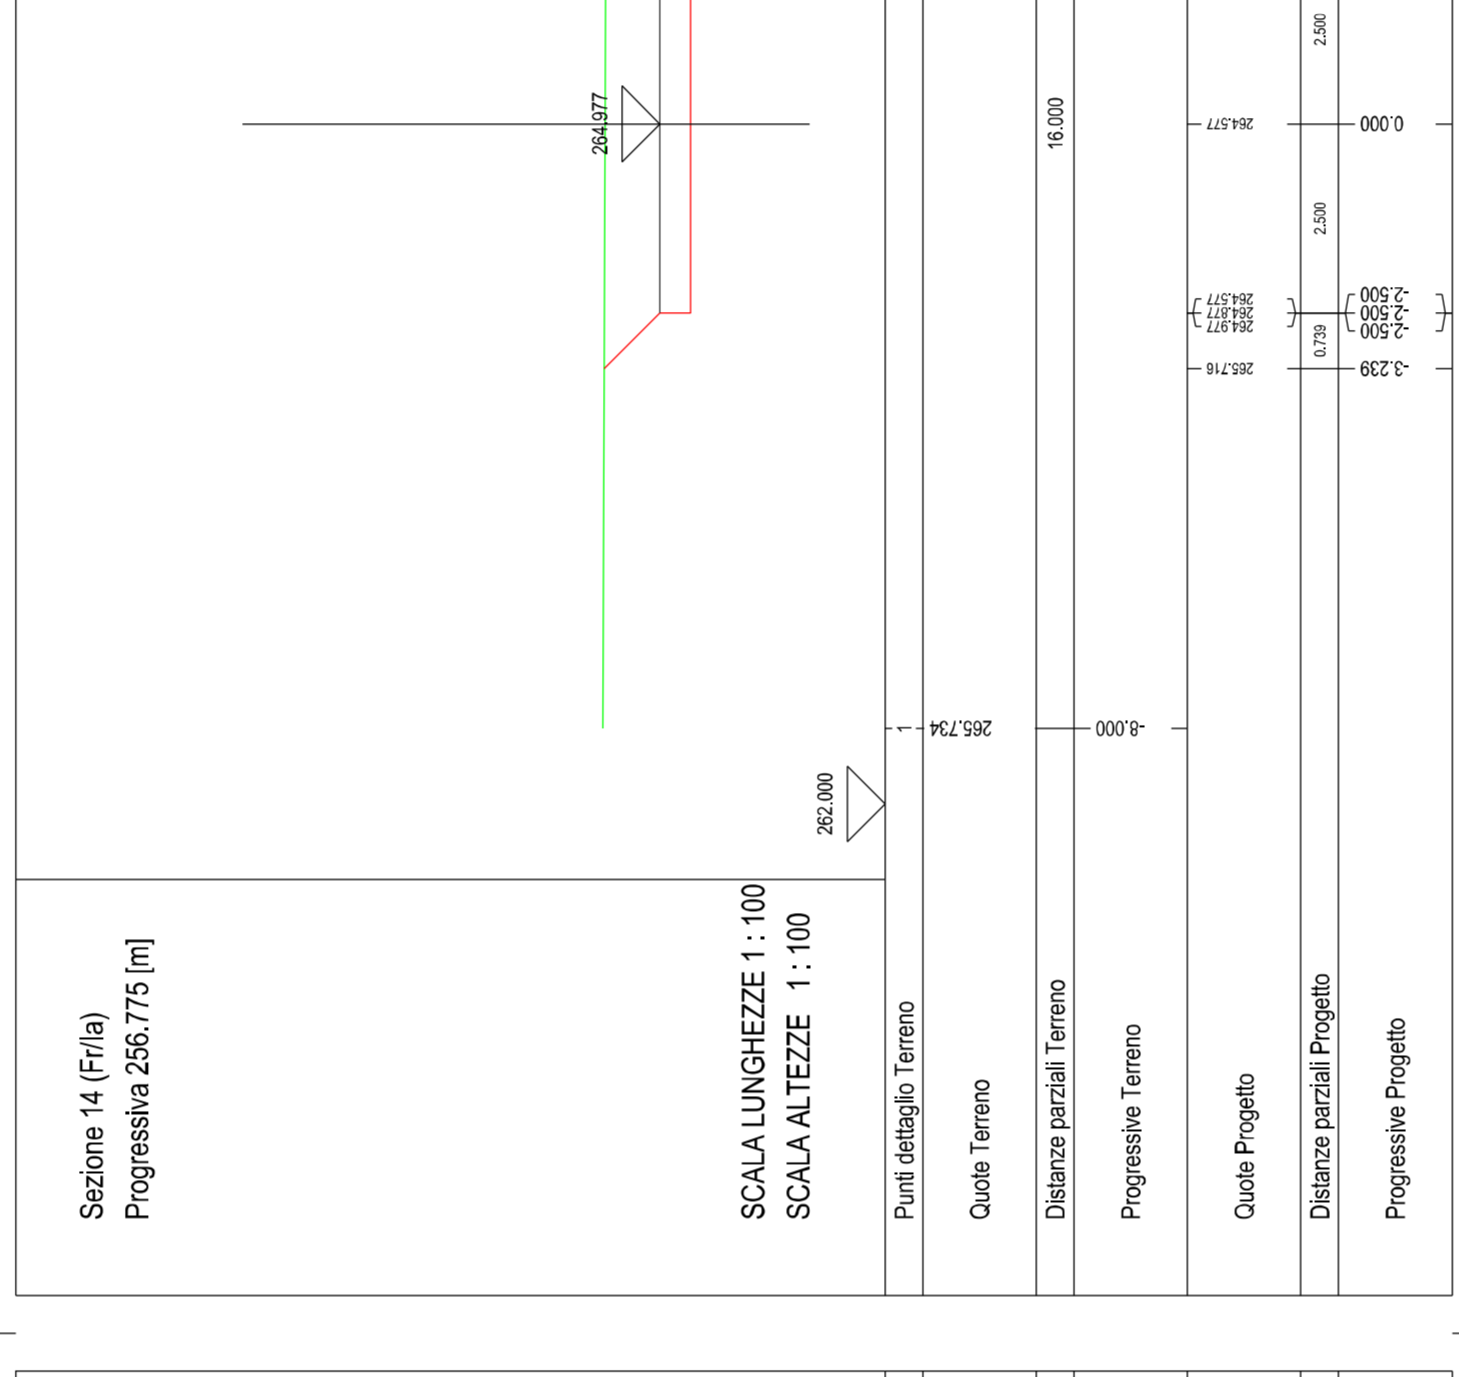 Sezione 14 (Fr/la)
Progressiva 256.775 [m]
SCALA LUNGHEZZE 1 : 100
SCALA ALTEZZE 1 : 100
264.977
262.000
Punti dettaglio Terreno
1
Quote Terreno
265.734
Distanze parziali Terreno
16.000
Progressive Terreno
-8.000
Quote Progetto
265.716
264.977
264.877
264.577
264.577
Distanze parziali Progetto
0.739
2.500
2.500
Progressive Progetto
-3.239
-2.500
-2.500
-2.500
0.000